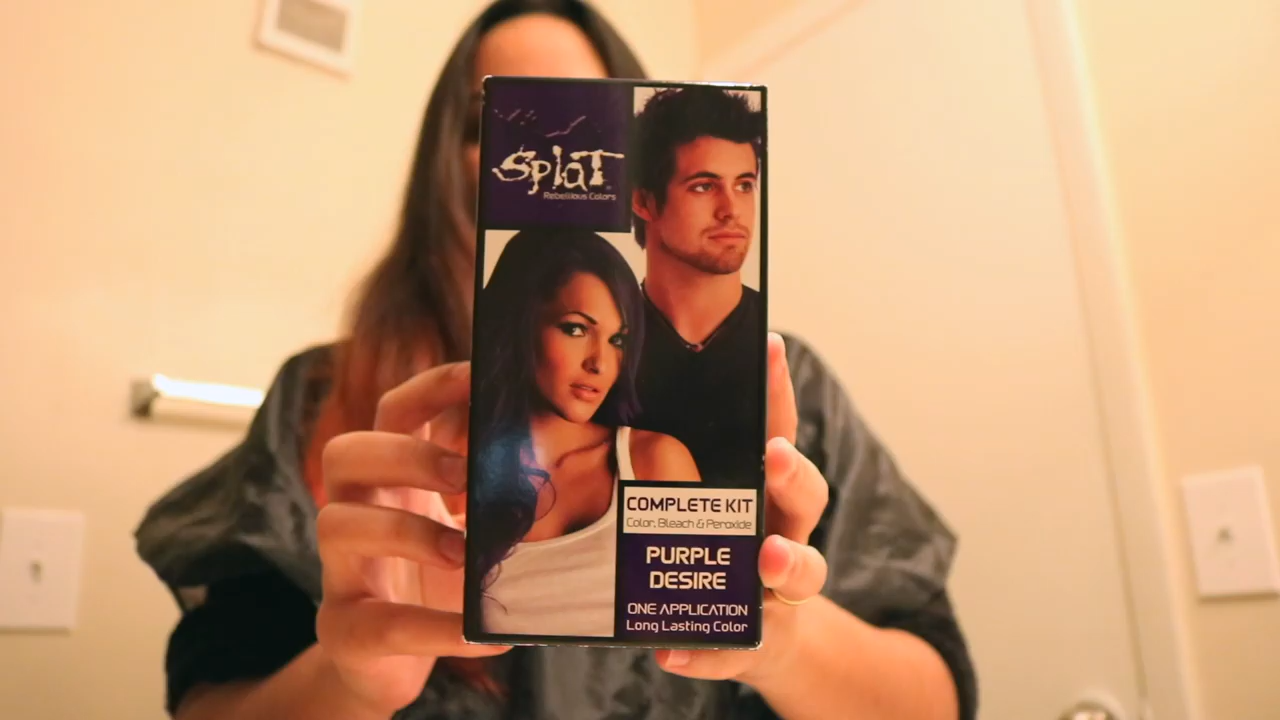 Splat
Rebellious Colors
COMPLETE KIT
Color, Bleach & Peroxide
PURPLE
DESIRE
ONE APPLICATION
Long Lasting Color